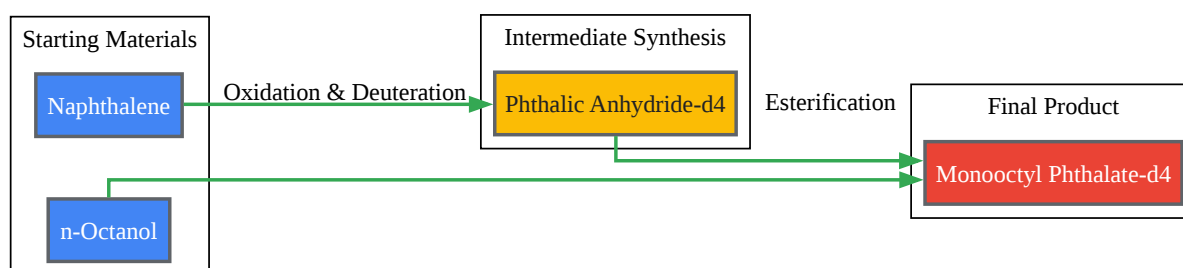 Starting Materials
Naphthalene
n-Octanol
Oxidation & Deuteration
Intermediate Synthesis
Phthalic Anhydride-d4
Esterification
Final Product
Monooctyl Phthalate-d4